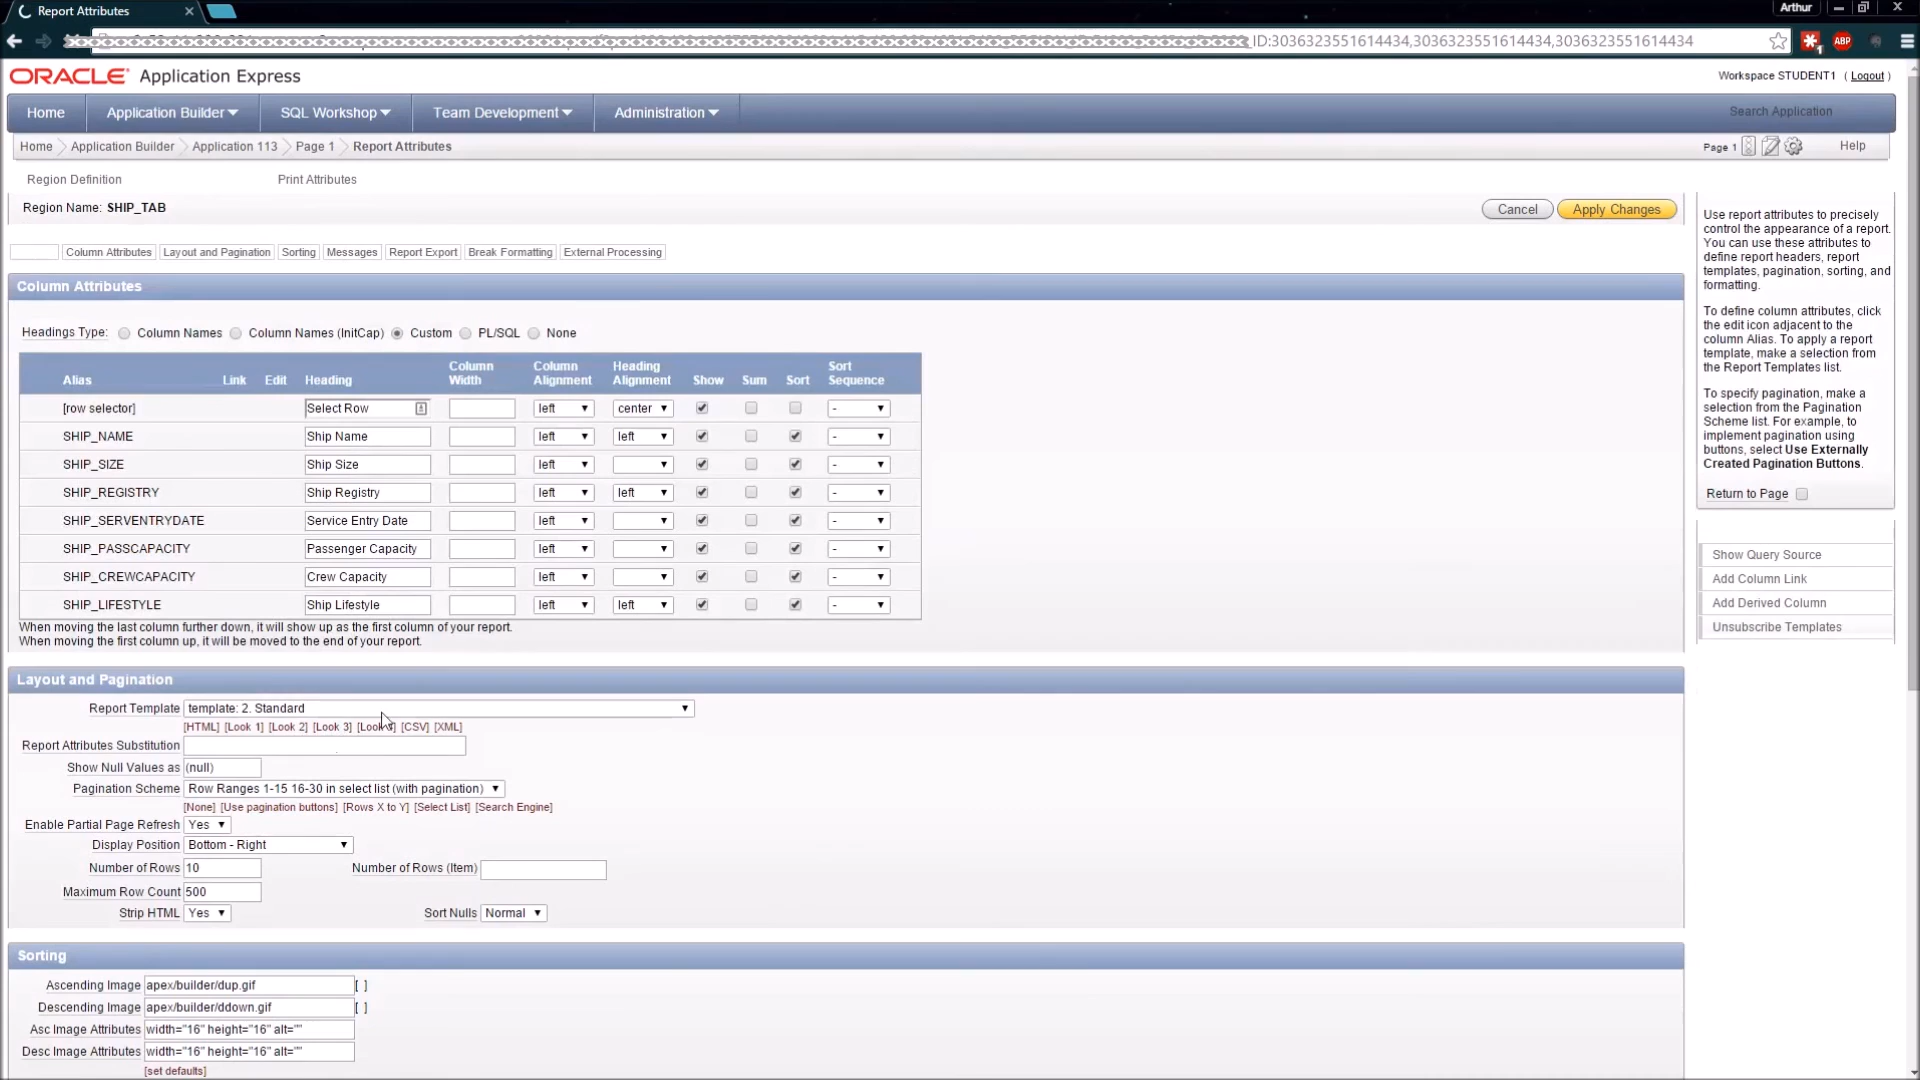 Report Attributes
Arthur
_ID:3036323551614434,3036323551614434,3036323551614434
ABP
ORACLE Application Express
Workspace STUDENT1 ( Logout )
Home Application Builder SQL Workshop Team Development Administration Search Application
Home Application Builder Application 113 Page 1 Report Attributes Page 1 Help
Region Definition Print Attributes
Region Name: SHIP_TAB Cancel Apply Changes
Column Attributes Layout and Pagination Sorting Messages Report Export Break Formatting External Processing
Column Attributes
Headings Type: Column Names Column Names (InitCap) Custom PL/SQL None
Alias Link Edit Heading Column Width Column Alignment Heading Alignment Show Sum Sort Sort Sequence
[row selector] Select Row left center -
SHIP_NAME Ship Name left left -
SHIP_SIZE Ship Size left -
SHIP_REGISTRY Ship Registry left left -
SHIP_SERVENTRYDATE Service Entry Date left -
SHIP_PASSCAPACITY Passenger Capacity left -
SHIP_CREWCAPACITY Crew Capacity left -
SHIP_LIFESTYLE Ship Lifestyle left left -
When moving the last column further down, it will show up as the first column of your report.
When moving the first column up, it will be moved to the end of your report.
Layout and Pagination
Report Template template: 2. Standard
[HTML] [Look 1] [Look 2] [Look 3] [CSV] [XML]
Report Attributes Substitution
Show Null Values as (null)
Pagination Scheme Row Ranges 1-15 16-30 in select list (with pagination)
[None] [Use pagination buttons] [Rows X to Y] [Select List] [Search Engine]
Enable Partial Page Refresh Yes
Display Position Bottom - Right
Number of Rows 10 Number of Rows (Item)
Maximum Row Count 500
Strip HTML Yes Sort Nulls Normal
Sorting
Ascending Image apex/builder/dup.gif [ ]
Descending Image apex/builder/ddown.gif [ ]
Asc Image Attributes width="16" height="16" alt=""
Desc Image Attributes width="16" height="16" alt=""
[set defaults]
Use report attributes to precisely
control the appearance of a report.
You can use these attributes to
define report headers, report
templates, pagination, sorting, and
formatting.
To define column attributes, click
the edit icon adjacent to the
column Alias. To apply a report
template, make a selection from
the Report Templates list.
To specify pagination, make a
selection from the Pagination
Scheme list. For example, to
implement pagination using
buttons, select Use Externally
Created Pagination Buttons.
Return to Page
Show Query Source
Add Column Link
Add Derived Column
Unsubscribe Templates